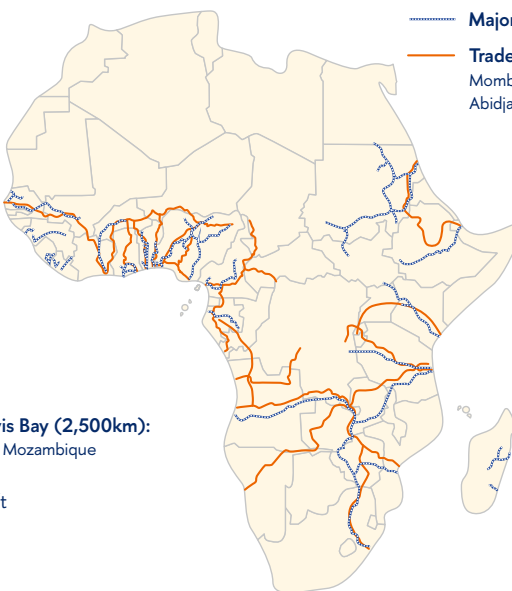 Major
Trade
Momb
Abidja
is Bay (2,500km):
Mozambique
t